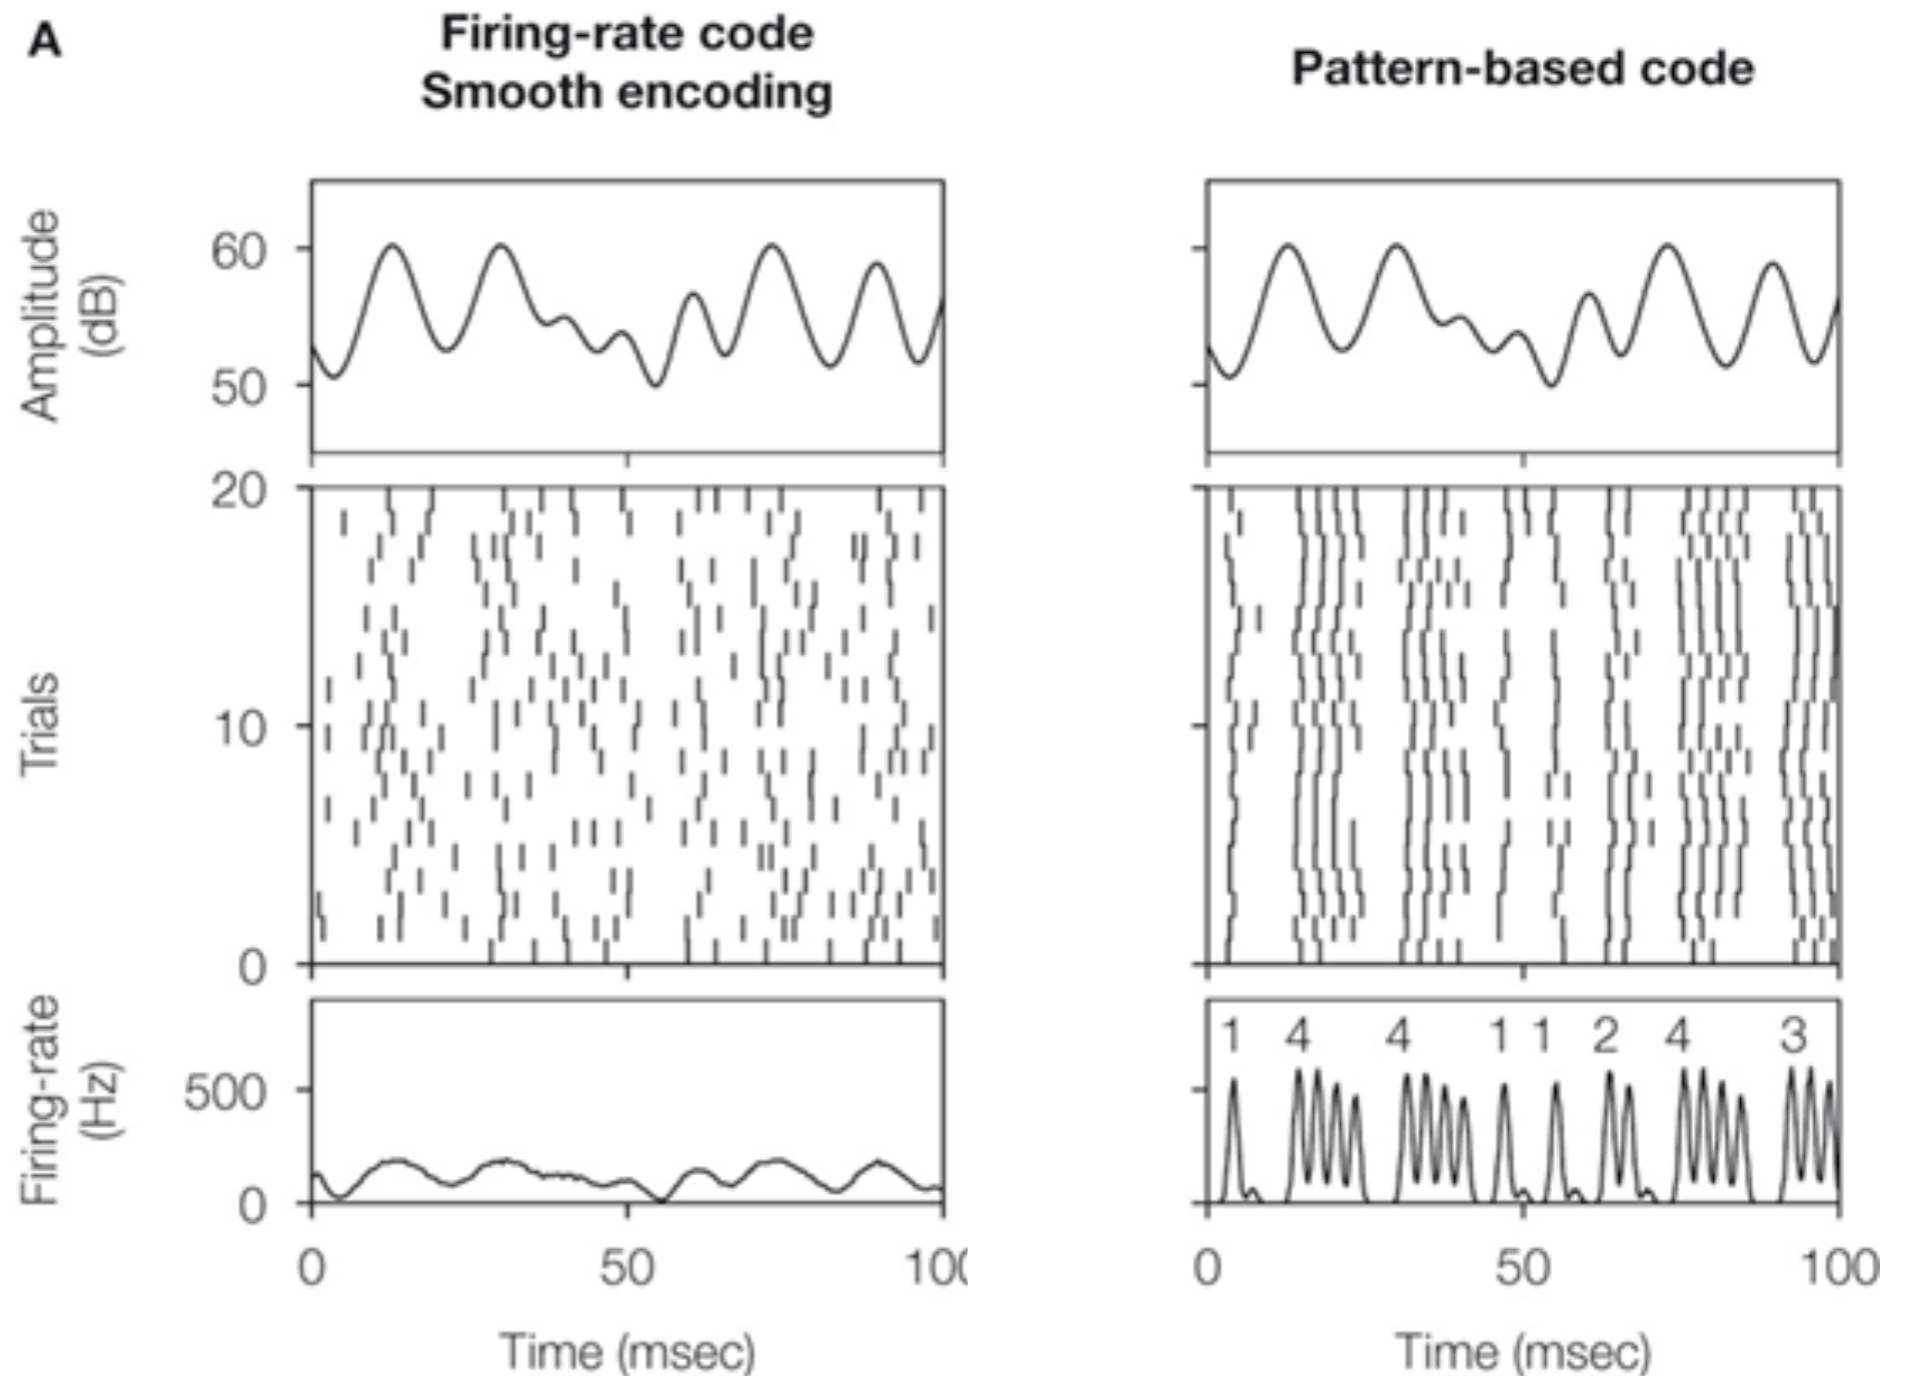 A
Firing-rate code
Smooth encoding
Pattern-based code
Amplitude
(dB)
60
50
Trials
20
10
0
Firing-rate
(Hz)
500
0
1 4 4 1 1 2 4 3
0 50 100
0 50 100
Time (msec)
Time (msec)